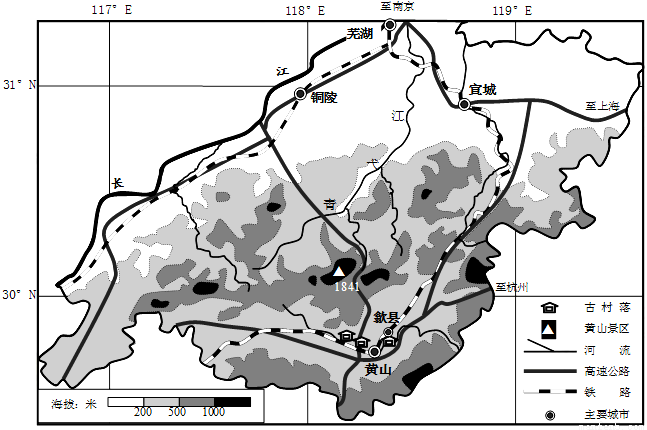 117° E
118° E
至南京
119° E
芜湖
31° N
江
铜陵
宣城
至上海
江
弋
长
青
1841
30° N
至杭州
歙县
黄山
古村落
黄山景区
河 流
高速公路
铁 路
主要城市
海拔：米
200 500 1000